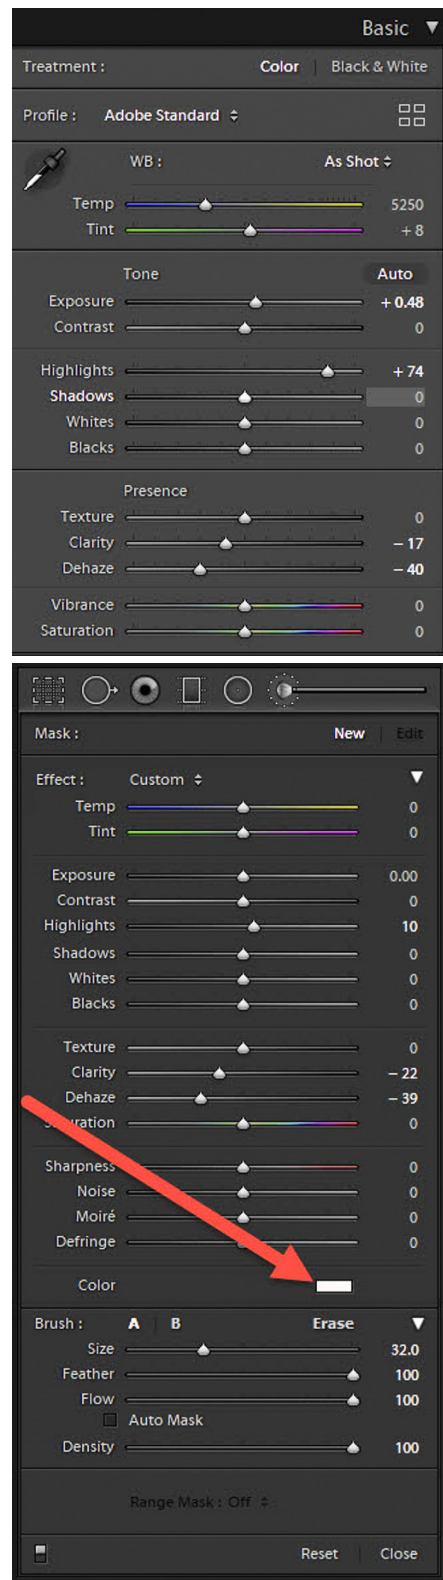 Basic
Treatment : Color Black & White
Profile : Adobe Standard
WB : As Shot
Temp 5250
Tint + 8
Tone Auto
Exposure + 0.48
Contrast 0
Highlights + 74
Shadows 0
Whites 0
Blacks 0
Presence
Texture 0
Clarity – 17
Dehaze – 40
Vibrance 0
Saturation 0
Mask : New Edit
Effect : Custom
Temp 0
Tint 0
Exposure 0.00
Contrast 0
Highlights 10
Shadows 0
Whites 0
Blacks 0
Texture 0
Clarity – 22
Dehaze – 39
Saturation 0
Sharpness 0
Noise 0
Moiré 0
Defringe 0
Color
Brush : A B Erase
Size 32.0
Feather 100
Flow 100
Auto Mask
Density 100
Range Mask : Off
Reset Close